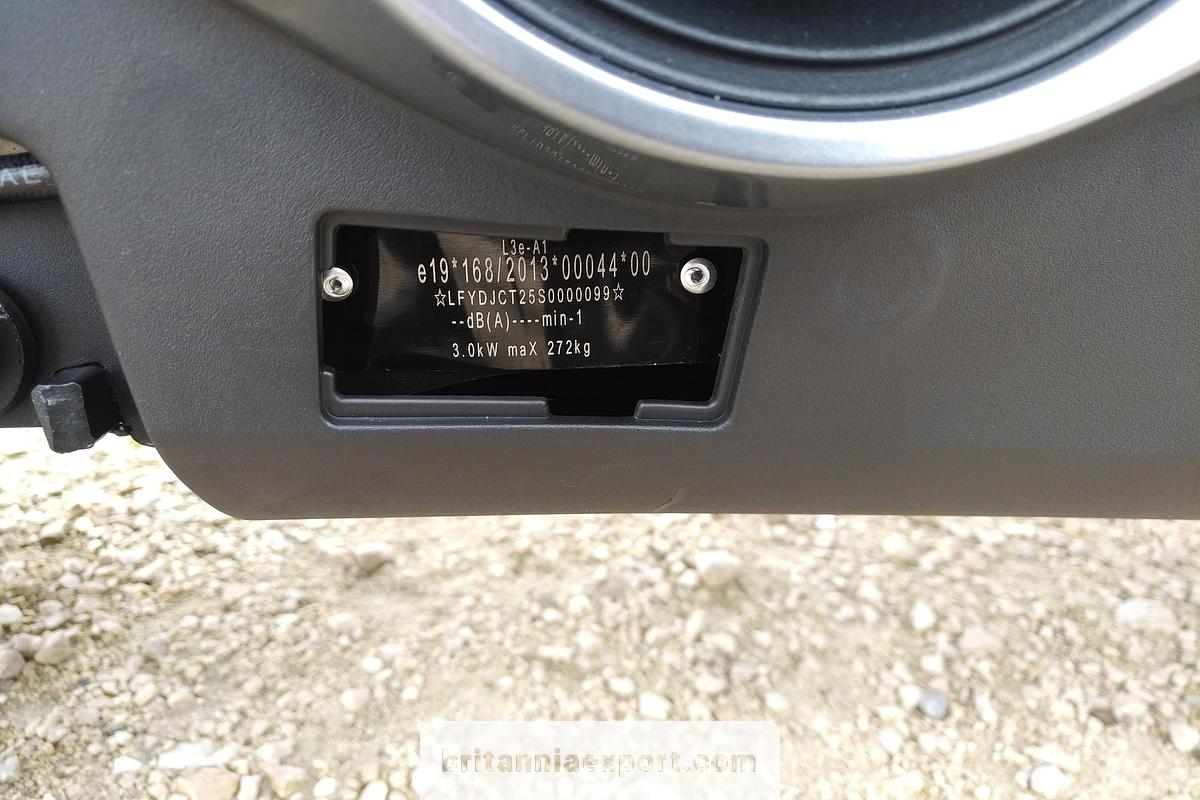 L3e-A1
e19*168/2013*00044*00
☆LFYDJCT25S0000099☆
--dB(A)----min-1
3.0kW maX 272kg
britanniaexport.com